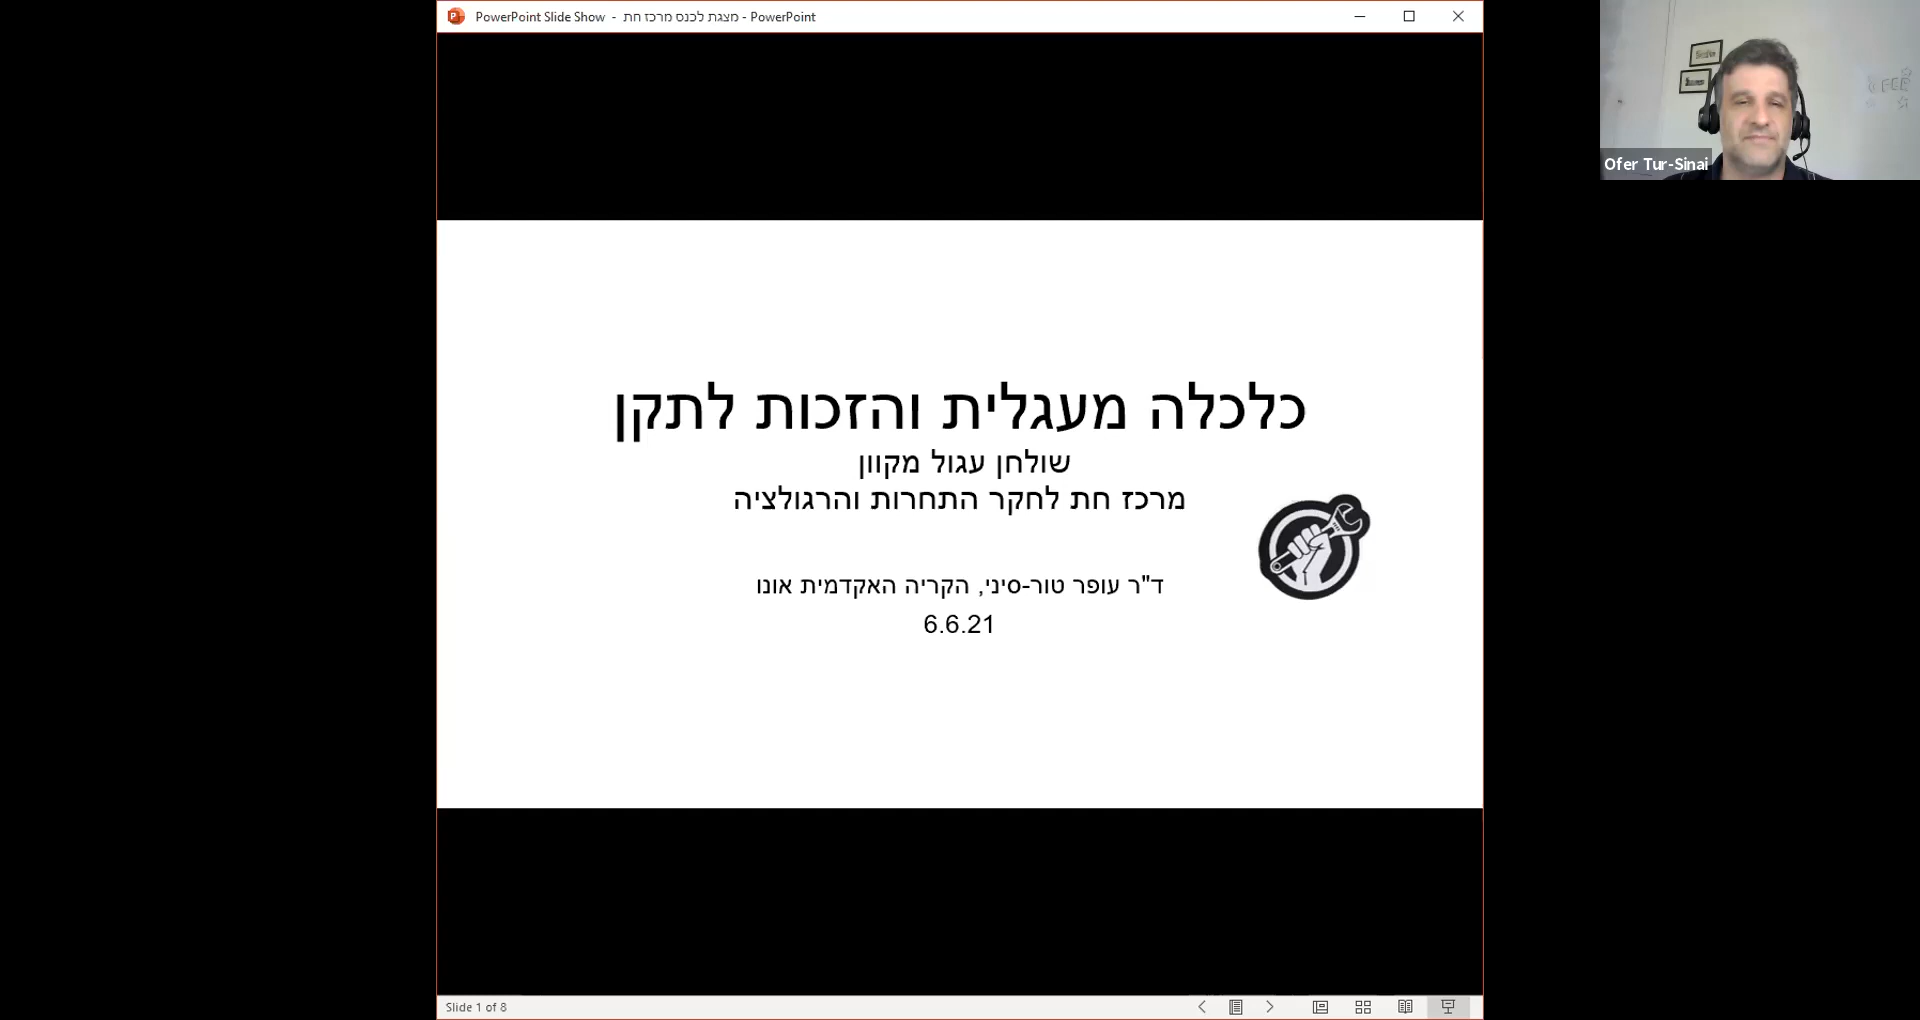 PowerPoint Slide Show - מצגת לכנס מרכז חת - PowerPoint
Ofer Tur-Sinai
כלכלה מעגלית והזכות לתקן
שולחן עגול מקוון
מרכז חת לחקר התחרות והרגולציה
ד"ר עופר טור-סיני, הקריה האקדמית אונו
6.6.21
Slide 1 of 8